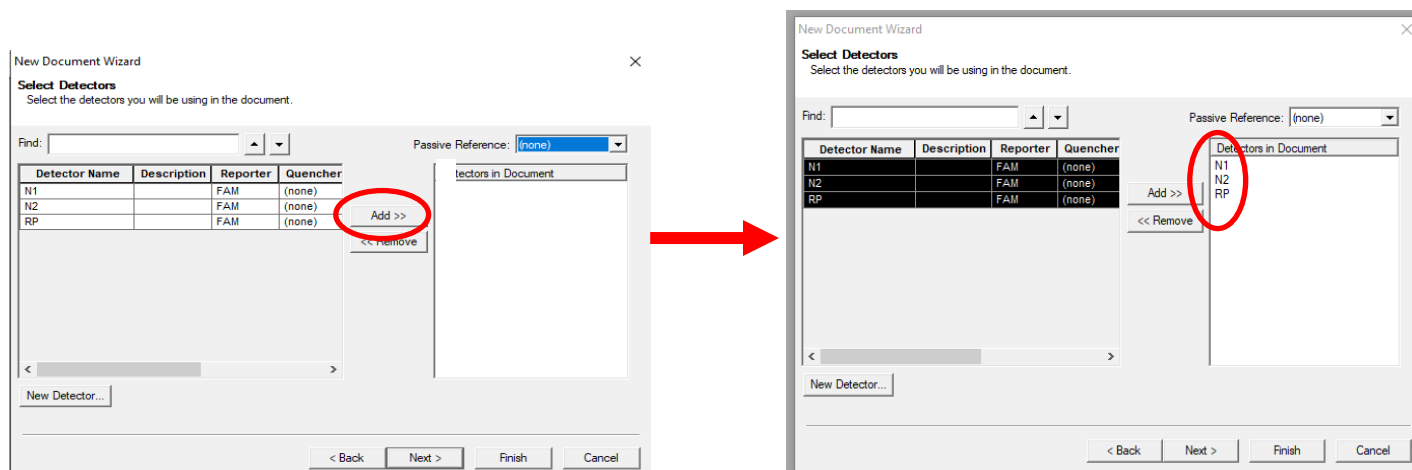 New Document Wizard
Select Detectors
Select the detectors you will be using in the document.
Find:
Passive Reference: (none)
Detector Name Description Reporter Quencher
N1 FAM (none)
N2 FAM (none)
RP FAM (none)
Add >>
<< Remove
tectors in Document
New Detector...
< Back Next > Finish Cancel
New Document Wizard
Select Detectors
Select the detectors you will be using in the document.
Find:
Passive Reference: (none)
Detector Name Description Reporter Quencher
N1 FAM (none)
N2 FAM (none)
RP FAM (none)
Add >>
<< Remove
Detectors in Document
N1
N2
RP
New Detector...
< Back Next > Finish Cancel